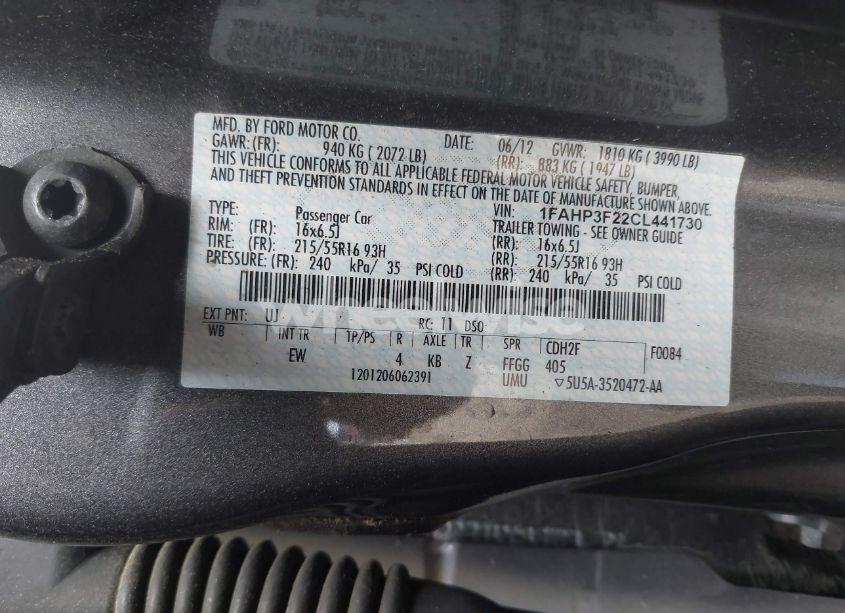 MFD. BY FORD MOTOR CO. DATE: 06/12 GVWR: 1810 KG ( 3990 LB)
GAWR: (FR): 940 KG ( 2072 LB) (RR): 883 KG ( 1947 LB)
THIS VEHICLE CONFORMS TO ALL APPLICABLE FEDERAL MOTOR VEHICLE SAFETY, BUMPER,
AND THEFT PREVENTION STANDARDS IN EFFECT ON THE DATE OF MANUFACTURE SHOWN ABOVE.
VIN: 1FAHP3F22CL441730
TYPE: Passenger Car TRAILER TOWING - SEE OWNER GUIDE
RIM: (FR): 16x6.5J (RR): 16x6.5J
TIRE: (FR): 215/55R16 93H (RR): 215/55R16 93H
PRESSURE: (FR): 240 kPa/ 35 PSI COLD (RR): 240 kPa/ 35 PSI COLD
EXT PNT: UJ RC: 11 DSO:
WB INT TR TP/PS R AXLE TR SPR CDH2F F0084
EW 4 KB Z FFGG 405
1201206062391 UMU ▽5U5A-3520472-AA